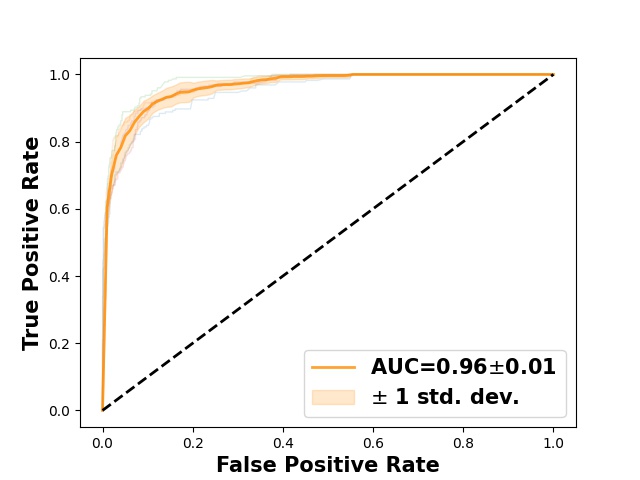 1.0
0.8
0.6
0.4
0.2
0.0
True Positive Rate
AUC=0.96±0.01
± 1 std. dev.
0.0 0.2 0.4 0.6 0.8 1.0
False Positive Rate